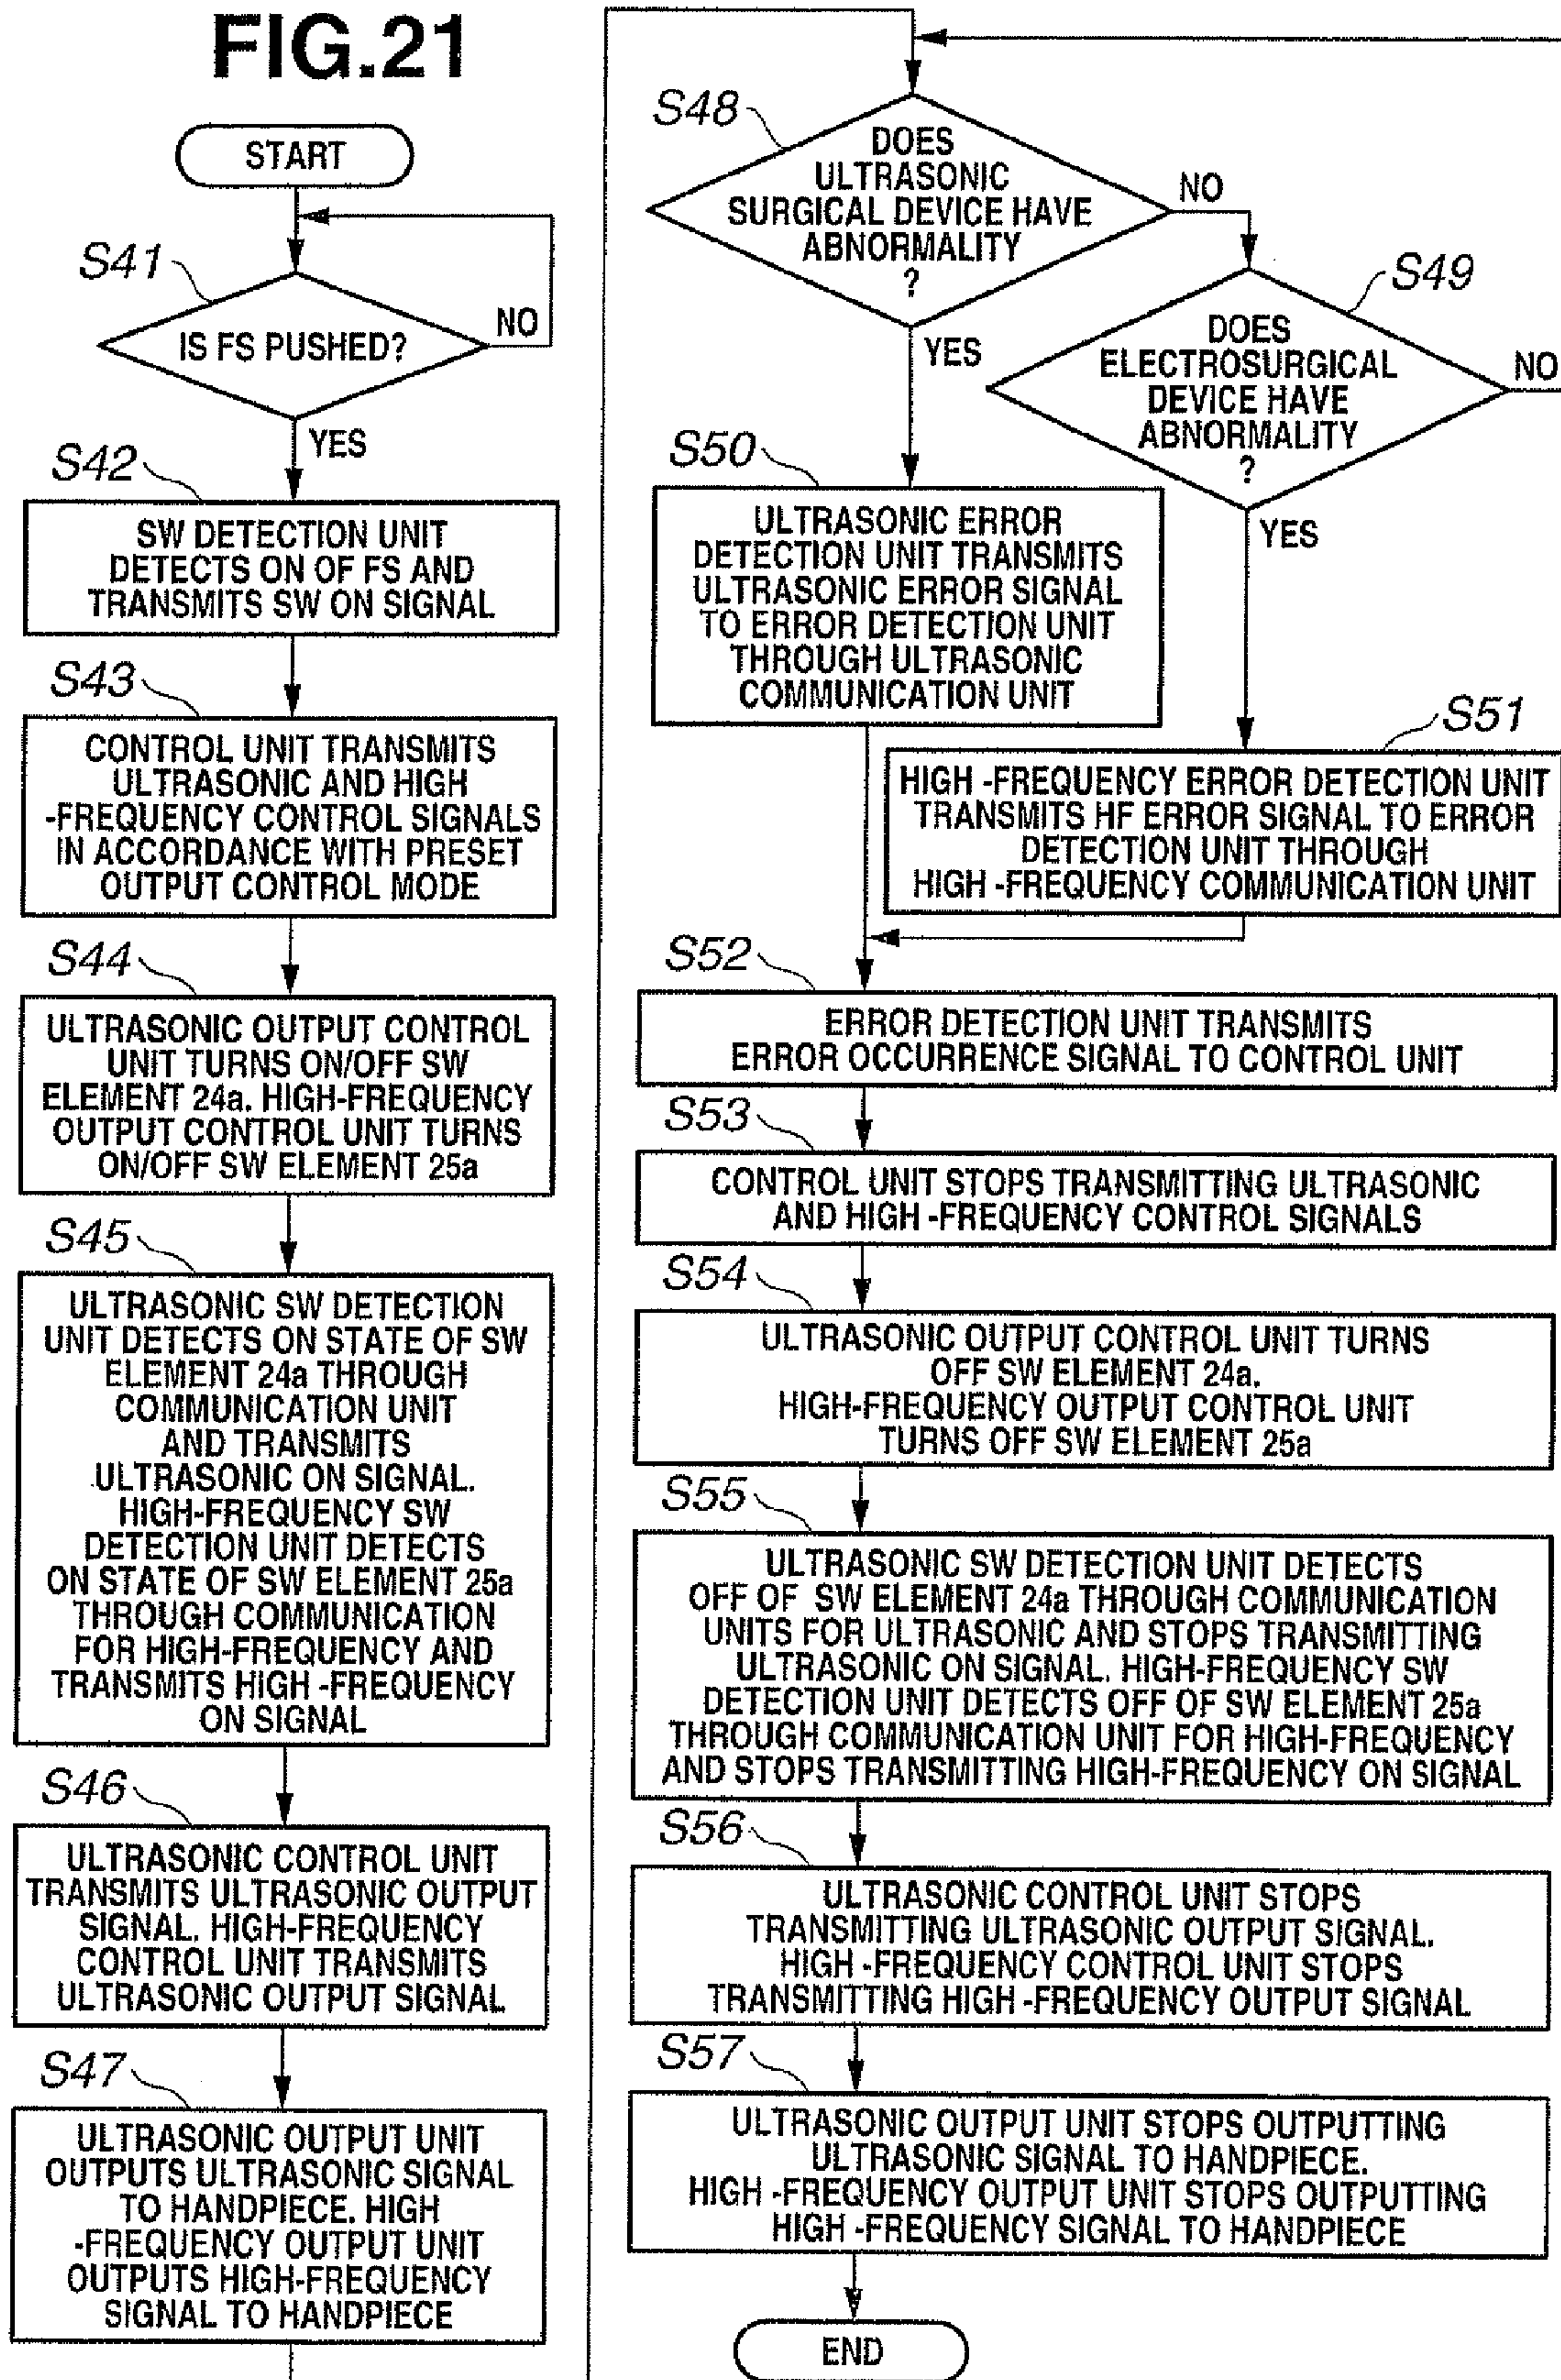 FIG.21
START
S41
IS FS PUSHED?
NO
YES
S42
SW DETECTION UNIT
DETECTS ON OF FS AND
TRANSMITS SW ON SIGNAL
S43
CONTROL UNIT TRANSMITS
ULTRASONIC AND HIGH
-FREQUENCY CONTROL SIGNALS
IN ACCORDANCE WITH PRESET
OUTPUT CONTROL MODE
S44
ULTRASONIC OUTPUT CONTROL
UNIT TURNS ON/OFF SW
ELEMENT 24a. HIGH-FREQUENCY
OUTPUT CONTROL UNIT TURNS
ON/OFF SW ELEMENT 25a
S45
ULTRASONIC SW DETECTION
UNIT DETECTS ON STATE OF SW
ELEMENT 24a THROUGH
COMMUNICATION UNIT
AND TRANSMITS
ULTRASONIC ON SIGNAL.
HIGH-FREQUENCY SW
DETECTION UNIT DETECTS
ON STATE OF SW ELEMENT 25a
THROUGH COMMUNICATION
FOR HIGH-FREQUENCY AND
TRANSMITS HIGH -FREQUENCY
ON SIGNAL
S46
ULTRASONIC CONTROL UNIT
TRANSMITS ULTRASONIC OUTPUT
SIGNAL. HIGH-FREQUENCY
CONTROL UNIT TRANSMITS
ULTRASONIC OUTPUT SIGNAL
S47
ULTRASONIC OUTPUT UNIT
OUTPUTS ULTRASONIC SIGNAL
TO HANDPIECE. HIGH
-FREQUENCY OUTPUT UNIT
OUTPUTS HIGH-FREQUENCY
SIGNAL TO HANDPIECE
S48
DOES
ULTRASONIC
SURGICAL DEVICE HAVE
ABNORMALITY
?
NO
YES
S49
DOES
ELECTROSURGICAL
DEVICE HAVE
ABNORMALITY
?
NO
YES
S50
ULTRASONIC ERROR
DETECTION UNIT TRANSMITS
ULTRASONIC ERROR SIGNAL
TO ERROR DETECTION UNIT
THROUGH ULTRASONIC
COMMUNICATION UNIT
S51
HIGH -FREQUENCY ERROR DETECTION UNIT
TRANSMITS HF ERROR SIGNAL TO ERROR
DETECTION UNIT THROUGH
HIGH -FREQUENCY COMMUNICATION UNIT
S52
ERROR DETECTION UNIT TRANSMITS
ERROR OCCURRENCE SIGNAL TO CONTROL UNIT
S53
CONTROL UNIT STOPS TRANSMITTING ULTRASONIC
AND HIGH -FREQUENCY CONTROL SIGNALS
S54
ULTRASONIC OUTPUT CONTROL UNIT TURNS
OFF SW ELEMENT 24a.
HIGH-FREQUENCY OUTPUT CONTROL UNIT
TURNS OFF SW ELEMENT 25a
S55
ULTRASONIC SW DETECTION UNIT DETECTS
OFF OF SW ELEMENT 24a THROUGH COMMUNICATION
UNITS FOR ULTRASONIC AND STOPS TRANSMITTING
ULTRASONIC ON SIGNAL. HIGH-FREQUENCY SW
DETECTION UNIT DETECTS OFF OF SW ELEMENT 25a
THROUGH COMMUNICATION UNIT FOR HIGH-FREQUENCY
AND STOPS TRANSMITTING HIGH-FREQUENCY ON SIGNAL
S56
ULTRASONIC CONTROL UNIT STOPS
TRANSMITTING ULTRASONIC OUTPUT SIGNAL.
HIGH -FREQUENCY CONTROL UNIT STOPS
TRANSMITTING HIGH -FREQUENCY OUTPUT SIGNAL
S57
ULTRASONIC OUTPUT UNIT STOPS OUTPUTTING
ULTRASONIC SIGNAL TO HANDPIECE.
HIGH -FREQUENCY OUTPUT UNIT STOPS OUTPUTTING
HIGH -FREQUENCY SIGNAL TO HANDPIECE
END